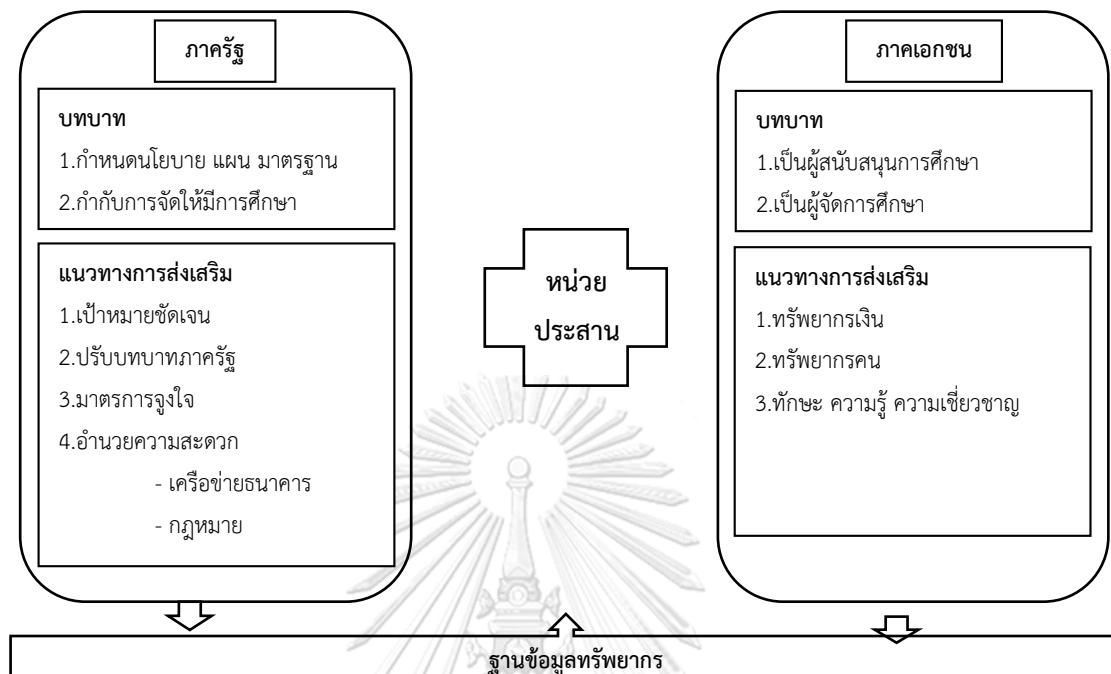 ภาครัฐ
บทบาท
1.กำหนดนโยบาย แผน มาตรฐาน
2.กำกับการจัดให้มีการศึกษา
แนวทางการส่งเสริม
1.เป้าหมายชัดเจน
2.ปรับบทบาทภาครัฐ
3.มาตรการจูงใจ
4.อำนวยความสะดวก
- เครือข่ายธนาคาร
- กฎหมาย
หน่วย
ประสาน
ภาคเอกชน
บทบาท
1.เป็นผู้สนับสนุนการศึกษา
2.เป็นผู้จัดการศึกษา
แนวทางการส่งเสริม
1.ทรัพยากรเงิน
2.ทรัพยากรคน
3.ทักษะ ความรู้ ความเชี่ยวชาญ
ฐานข้อมูลทรัพยากร